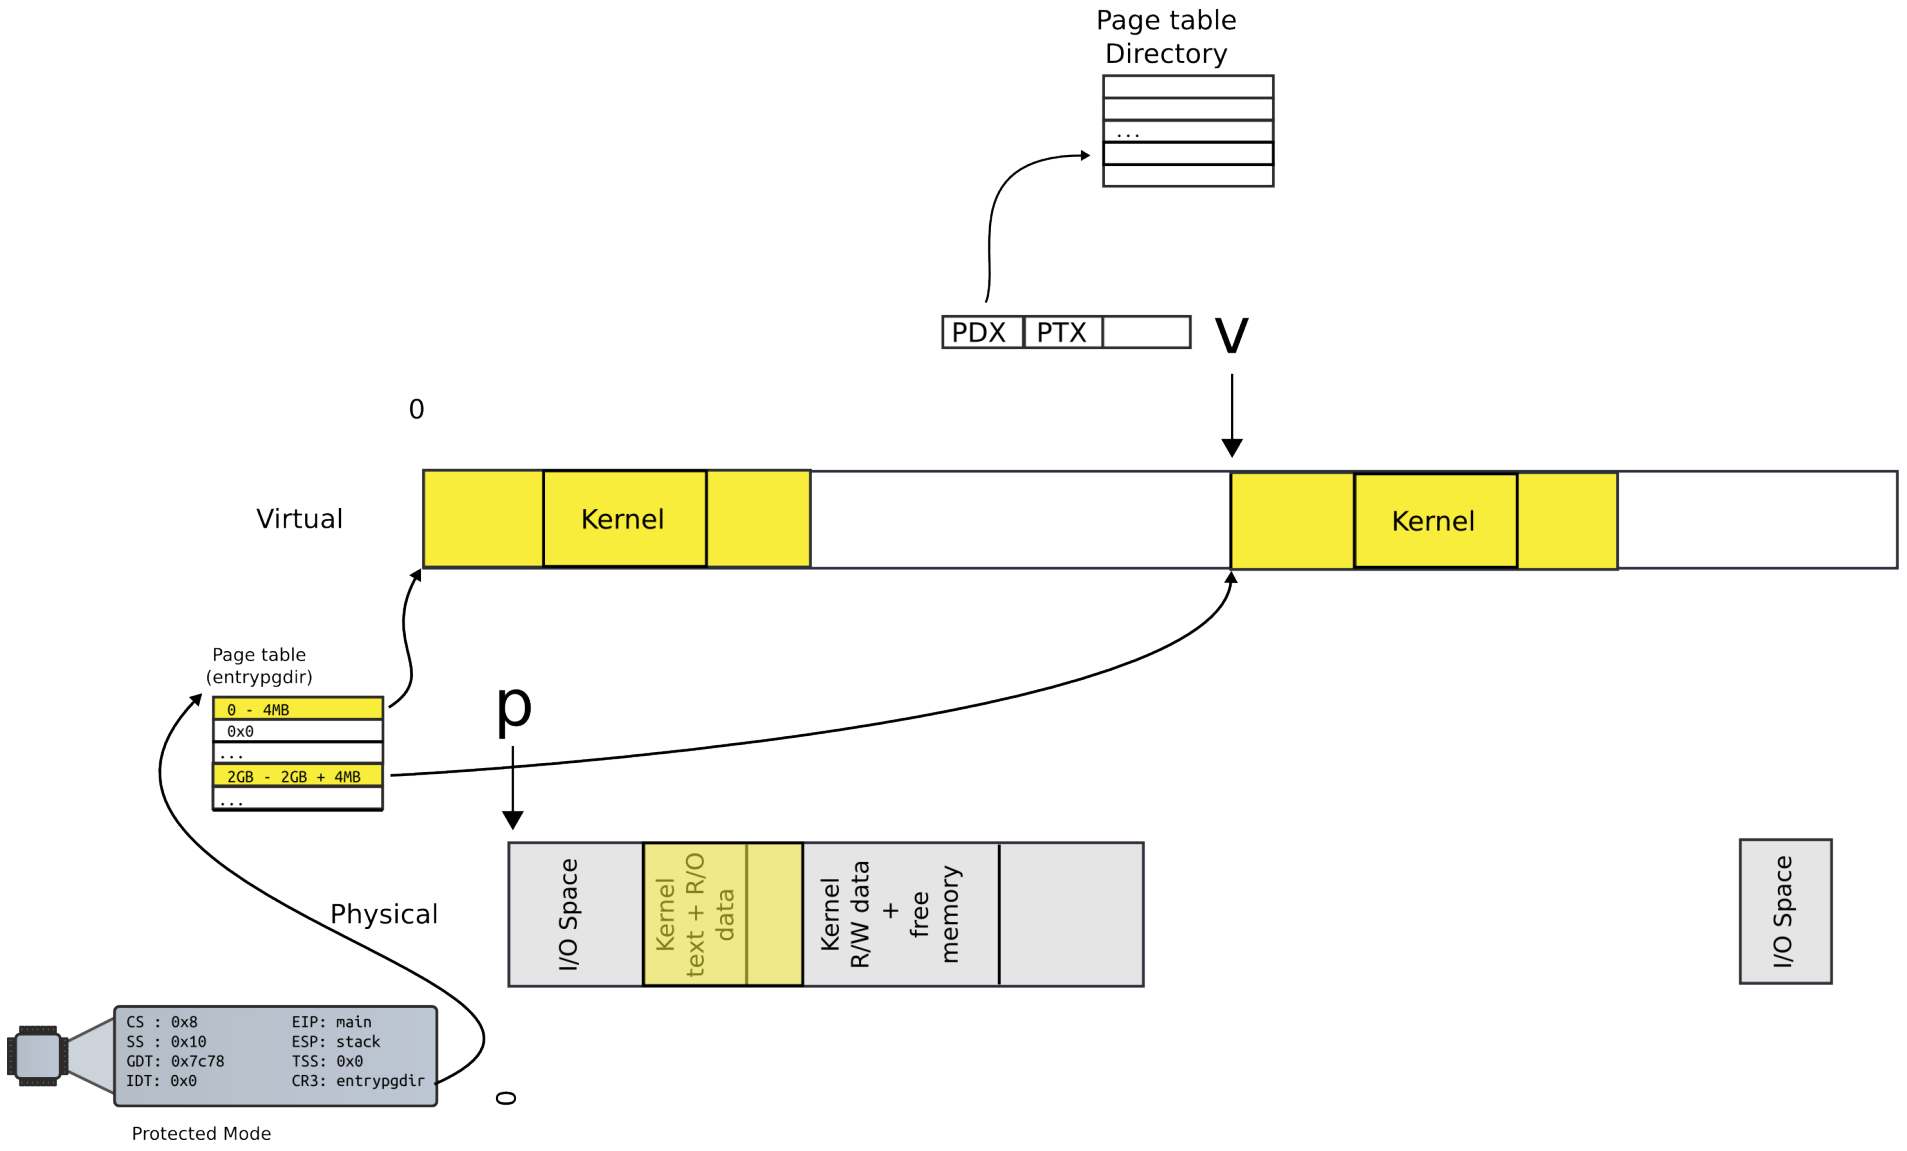 Page table
Directory
...
PDX
PTX
v
0
Virtual
Kernel
Kernel
Page table
(entrypgdir)
0 - 4MB
0x0
...
2GB - 2GB + 4MB
...
p
Physical
I/O Space
Kernel
text + R/O
data
Kernel
R/W data
+
free
memory
I/O Space
CS : 0x8
EIP: main
SS : 0x10
ESP: stack
GDT: 0x7c78
TSS: 0x0
IDT: 0x0
CR3: entrypgdir
0
Protected Mode